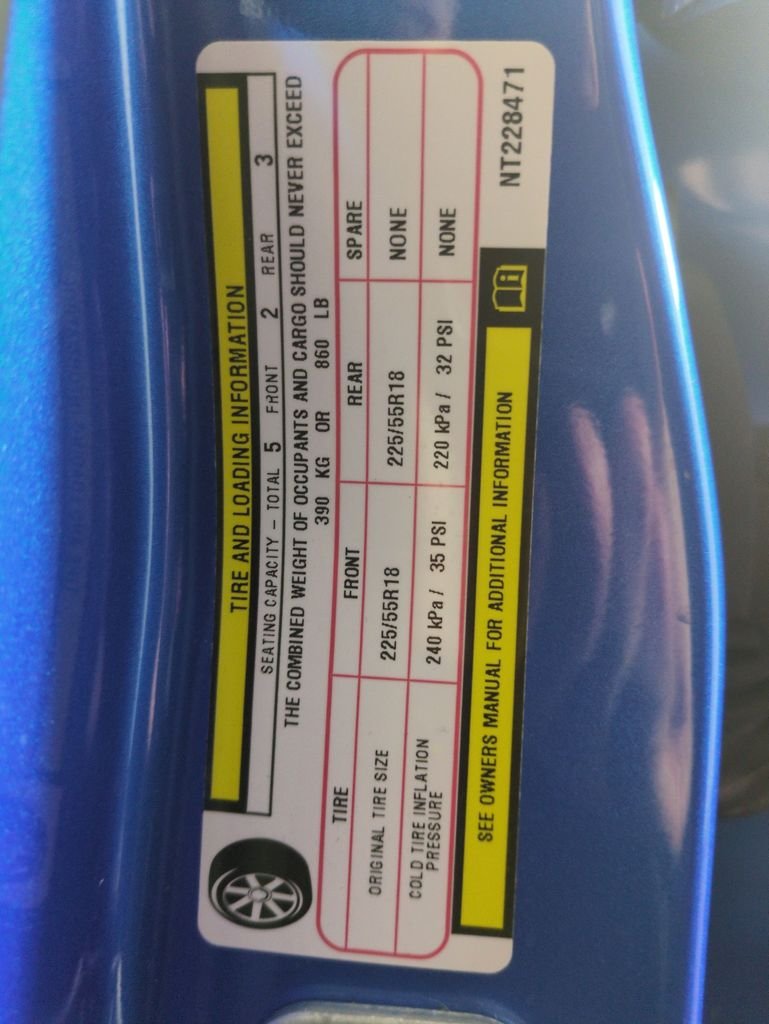 TIRE AND LOADING INFORMATION
SEATING CAPACITY - TOTAL 5 FRONT 2 REAR 3
THE COMBINED WEIGHT OF OCCUPANTS AND CARGO SHOULD NEVER EXCEED
390 KG OR 860 LB
TIRE FRONT REAR SPARE
ORIGINAL TIRE SIZE 225/55R18 225/55R18 NONE
COLD TIRE INFLATION
PRESSURE 240 kPa / 35 PSI 220 kPa / 32 PSI NONE
SEE OWNERS MANUAL FOR ADDITIONAL INFORMATION
NT228471